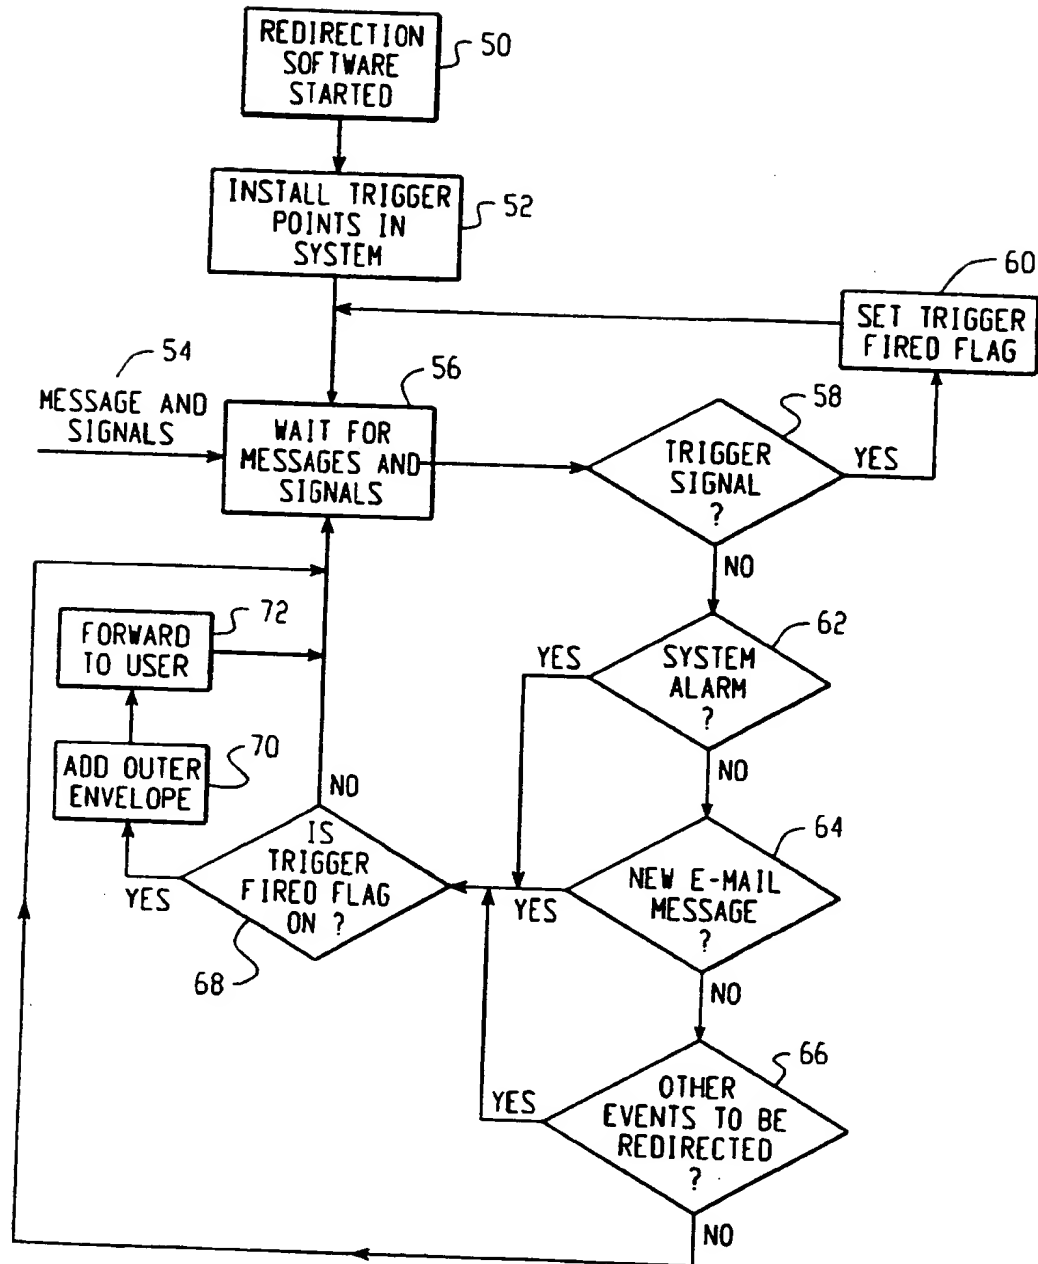 REDIRECTION
SOFTWARE
STARTED
50
INSTALL TRIGGER
POINTS IN
SYSTEM
52
60
SET TRIGGER
FIRED FLAG
54
MESSAGE AND
SIGNALS
56
WAIT FOR
MESSAGES AND
SIGNALS
58
TRIGGER
SIGNAL
?
YES
NO
62
SYSTEM
ALARM
?
YES
NO
72
FORWARD
TO USER
70
ADD OUTER
ENVELOPE
NO
IS
TRIGGER
FIRED FLAG
ON ?
YES
68
64
NEW E-MAIL
MESSAGE
?
YES
NO
66
OTHER
EVENTS TO BE
REDIRECTED
?
YES
NO